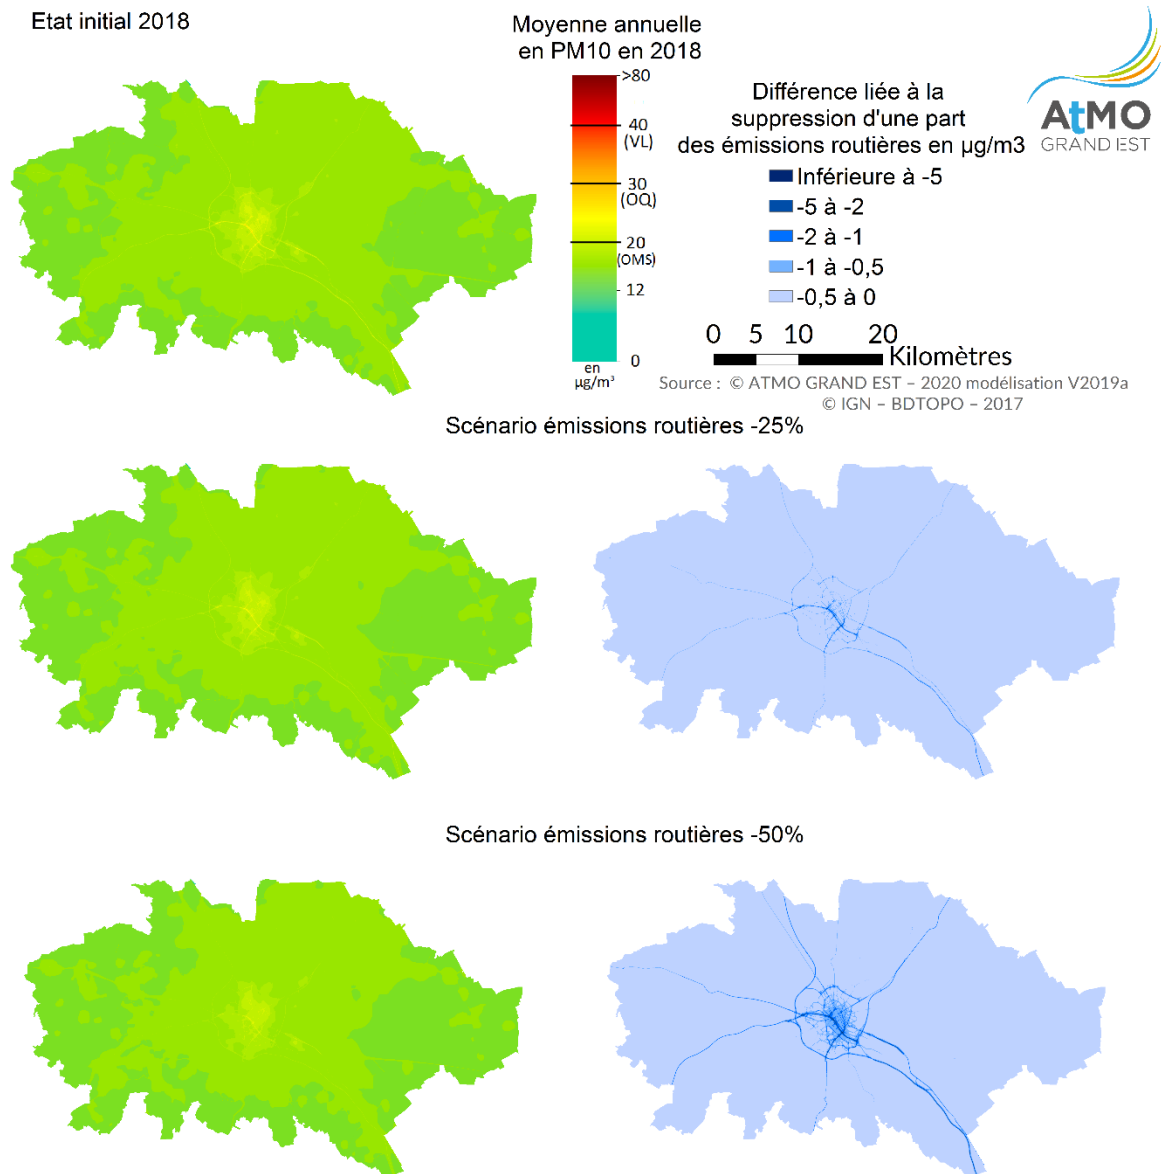 Etat initial 2018
Moyenne annuelle
en PM10 en 2018
>80
40
(VL)
30
(OQ)
20
(OMS)
12
0
en
µg/m³
Différence liée à la
suppression d'une part
des émissions routières en µg/m3
Inférieure à -5
-5 à -2
-2 à -1
-1 à -0,5
-0,5 à 0
0 5 10 20
Kilomètres
AtMO
GRAND EST
Source : © ATMO GRAND EST – 2020 modélisation V2019a
© IGN – BDTOPO – 2017
Scénario émissions routières -25%
Scénario émissions routières -50%